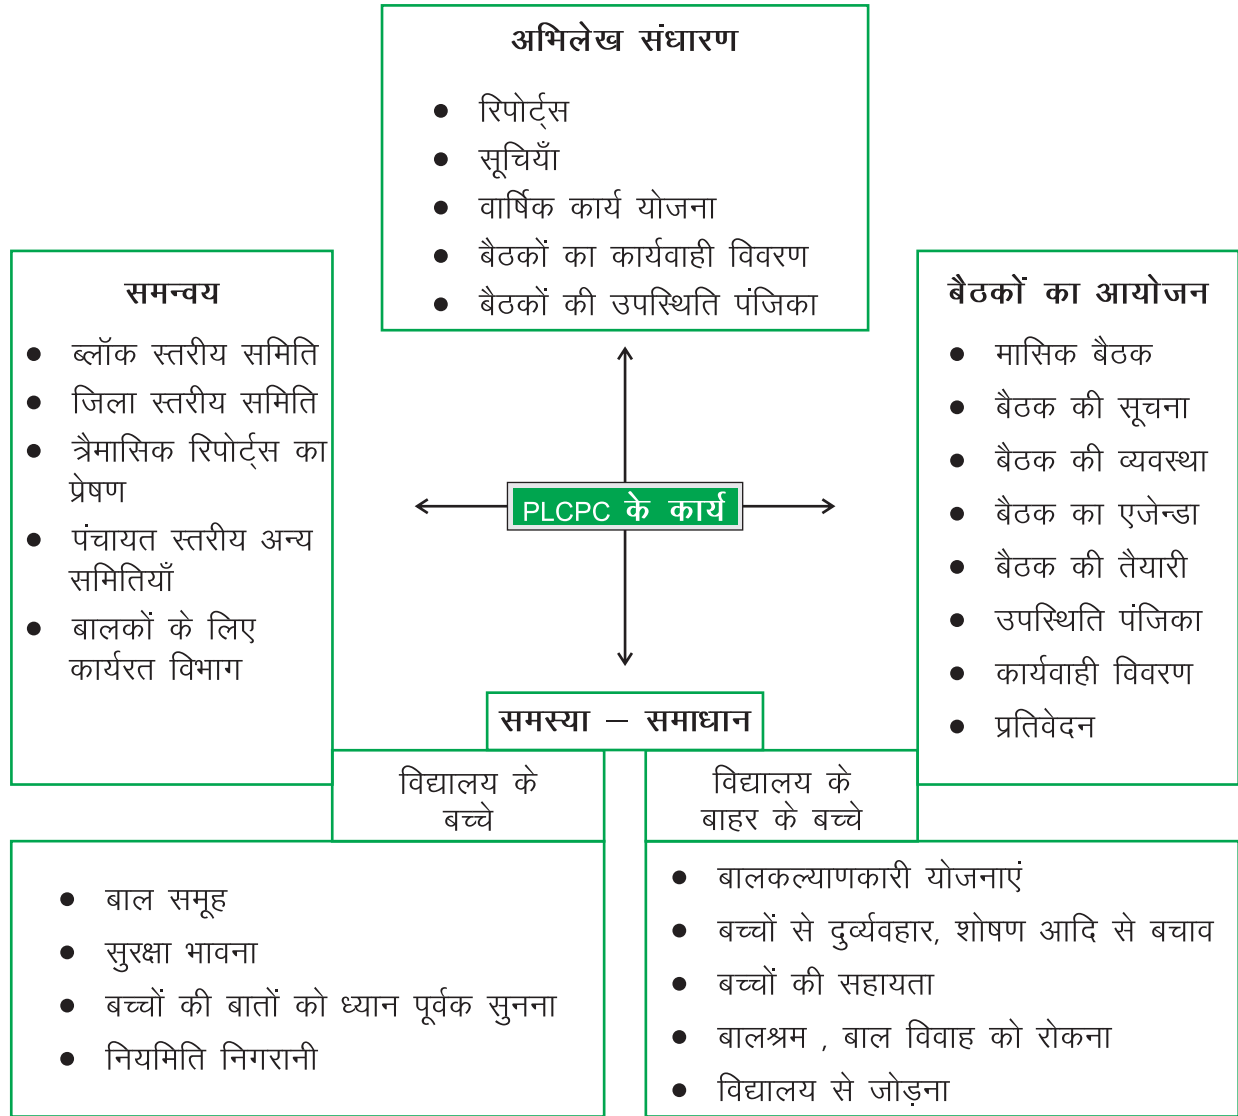 अभिलेख संधारण
रिपोर्ट्स
सूचियाँ
वार्षिक कार्य योजना
बैठकों का कार्यवाही विवरण
बैठकों की उपस्थिति पंजिका
समन्वय
ब्लॉक स्तरीय समिति
जिला स्तरीय समिति
त्रैमासिक रिपोर्ट्स का
प्रेषण
पंचायत स्तरीय अन्य
समितियाँ
बालकों के लिए
कार्यरत विभाग
PLCPC के कार्य
बैठकों का आयोजन
मासिक बैठक
बैठक की सूचना
बैठक की व्यवस्था
बैठक का एजेन्डा
बैठक की तैयारी
उपस्थिति पंजिका
कार्यवाही विवरण
प्रतिवेदन
समस्या – समाधान
विद्यालय के
बच्चे
बाल समूह
सुरक्षा भावना
बच्चों की बातों को ध्यान पूर्वक सुनना
नियमिति निगरानी
विद्यालय के
बाहर के बच्चे
बालकल्याणकारी योजनाएं
बच्चों से दुर्व्यवहार, शोषण आदि से बचाव
बच्चों की सहायता
बालश्रम , बाल विवाह को रोकना
विद्यालय से जोड़ना